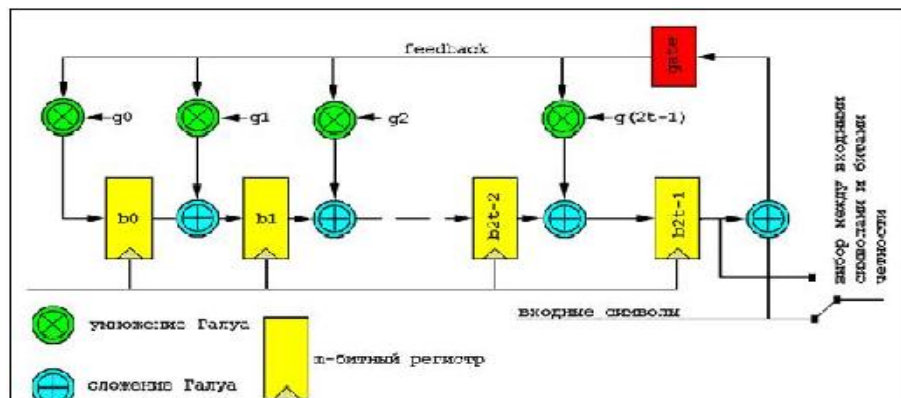 feedback
gate
g0
g1
g2
g(2t-1)
b0
b1
b2t-2
b2t-1
выбор между входными
символами и битами
четности
входные символы
умножение Галуа
сложение Галуа
m-битный регистр